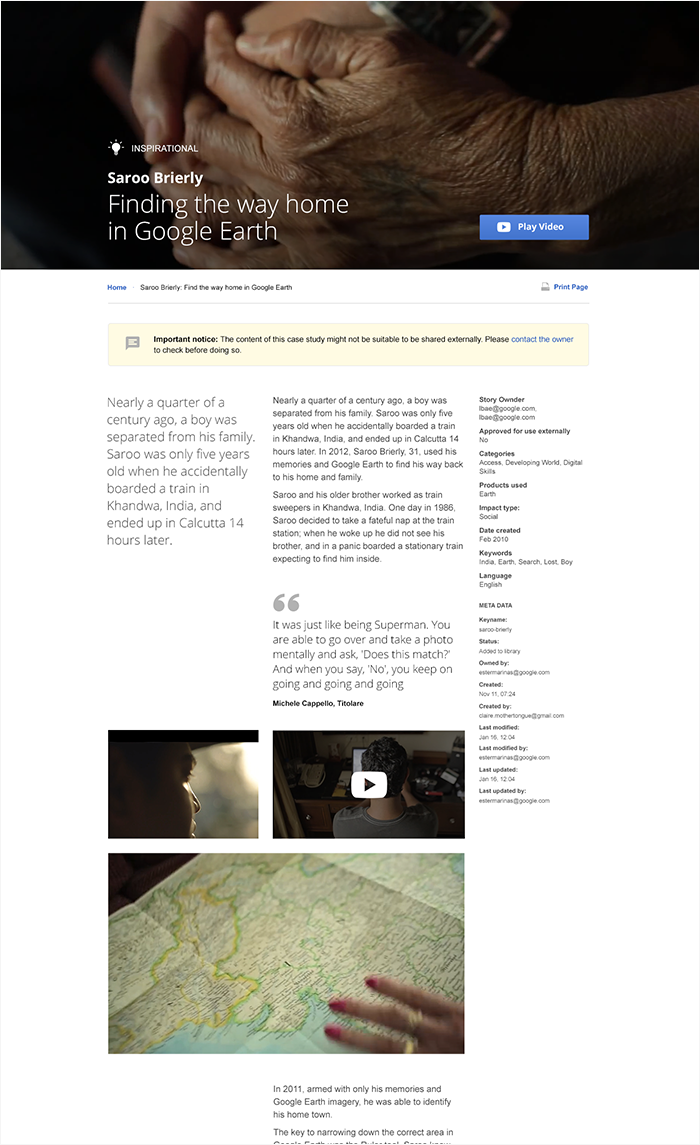 INSPIRATIONAL
Saroo Brierly
Finding the way home
in Google Earth
Play Video
Home
Saroo Brierly: Find the way home in Google Earth
Print Page
Important notice: The content of this case study might not be suitable to be shared externally. Please contact the owner
to check before doing so.
Nearly a quarter of a
century ago, a boy was
separated from his family.
Saroo was only five years
old when he accidentally
boarded a train in
Khandwa, India, and
ended up in Calcutta 14
hours later.
Nearly a quarter of a century ago, a boy was
separated from his family. Saroo was only five
years old when he accidentally boarded a train
in Khandwa, India, and ended up in Calcutta 14
hours later. In 2012, Saroo Brierly, 31, used his
memories and Google Earth to find his way back
to his home and family.
Saroo and his older brother worked as train
sweepers in Khandwa, India. One day in 1986,
Saroo decided to take a fateful nap at the train
station; when he woke up he did not see his
brother, and in a panic boarded a stationary train
expecting to find him inside.
It was just like being Superman. You
are able to go over and take a photo
mentally and ask, 'Does this match?'
And when you say, 'No', you keep on
going and going and going
Michele Cappello, Titolare
Story Ownder
lbae@google.com,
lbae@google.com
Approved for use externally
No
Categories
Access, Developing World, Digital
Skills
Products used
Earth
Impact type:
Social
Date created
Feb 2010
Keywords
India, Earth, Search, Lost, Boy
Language
English
META DATA
Keyname:
saroo-brierly
Status:
Added to library
Owned by:
estermarinas@google.com
Created:
Nov 11, 07:24
Created by:
claire.mothertongue@gmail.com
Last modified:
Jan 16, 12:04
Last modified by:
estermarinas@google.com
Last updated:
Jan 16, 12:04
Last updated by:
estermarinas@google.com
In 2011, armed with only his memories and
Google Earth imagery, he was able to identify
his home town.
The key to narrowing down the correct area in
Google Earth was the Ruler tool. Saroo knew